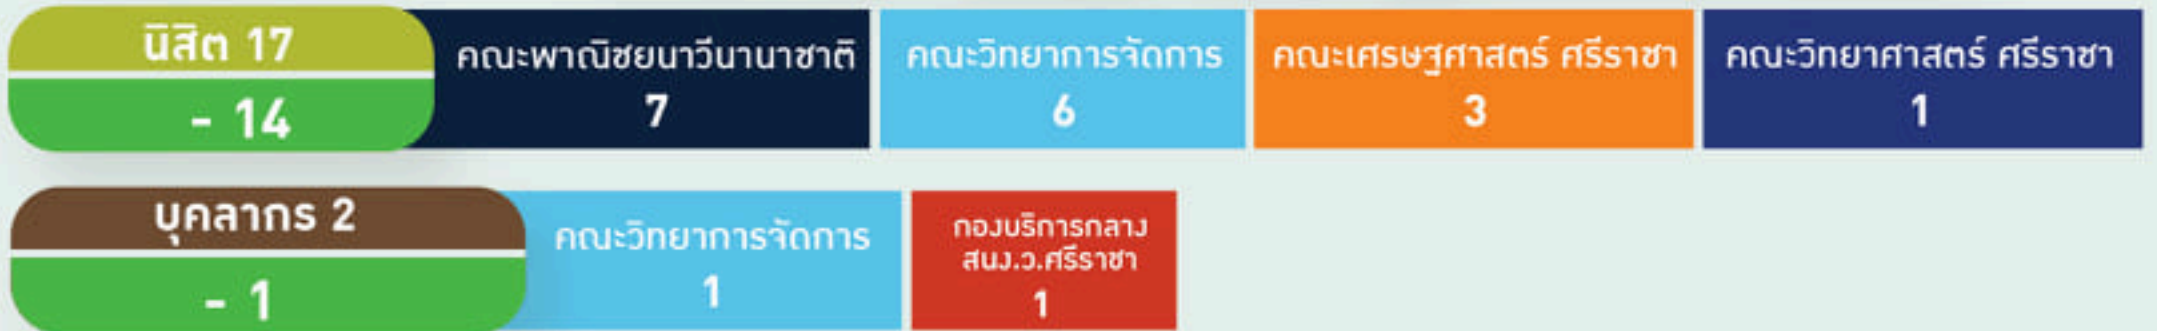 นิสิต 17
- 14
คณะพาณิชยนาวีนานาชาติ
7
คณะวิทยาการจัดการ
6
คณะเศรษฐศาสตร์ ศรีราชา
3
คณะวิทยาศาสตร์ ศรีราชา
1
บุคลากร 2
- 1
คณะวิทยาการจัดการ
1
กองบริการกลาง
สนง.ว.ศรีราชา
1